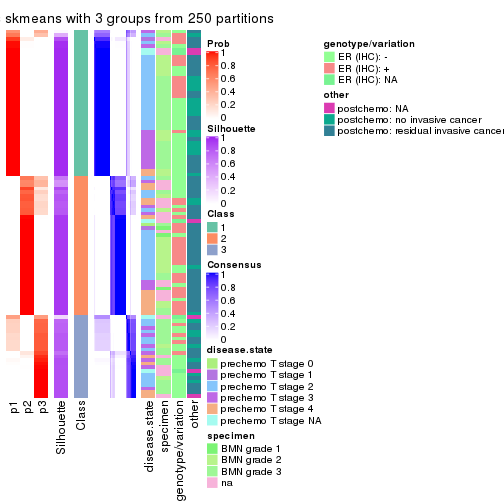 skmeans with 3 groups from 250 partitions
Prob
1
0.8
0.6
0.4
0.2
0
Silhouette
1
0.8
0.6
0.4
0.2
0
Class
1
2
3
Consensus
1
0.8
0.6
0.4
0.2
0
disease.state
prechemo T stage 0
prechemo T stage 1
prechemo T stage 2
prechemo T stage 3
prechemo T stage 4
prechemo T stage NA
specimen
BMN grade 1
BMN grade 2
BMN grade 3
na
genotype/variation
ER (IHC): -
ER (IHC): +
ER (IHC): NA
other
postchemo: NA
postchemo: no invasive cancer
postchemo: residual invasive cancer
p1
p2
p3
Silhouette
Class
disease.state
specimen
genotype/variation
other